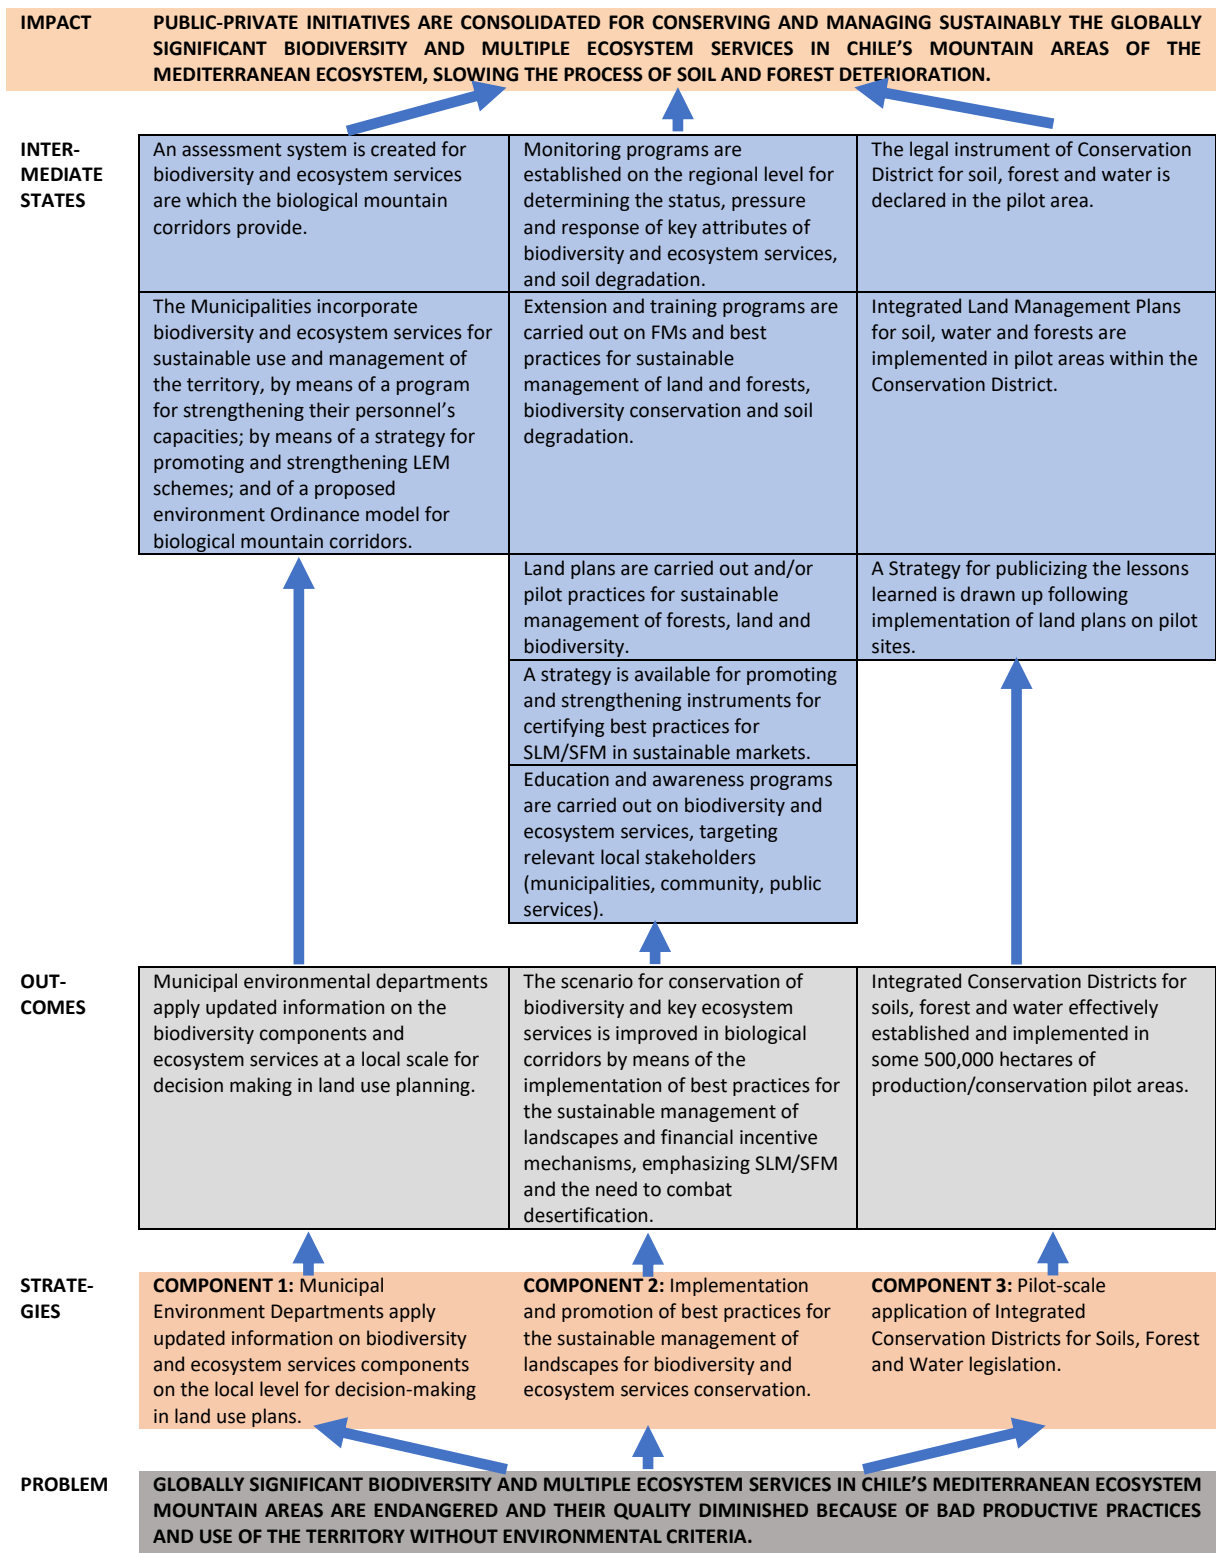 IMPACT
PUBLIC-PRIVATE INITIATIVES ARE CONSOLIDATED FOR CONSERVING AND MANAGING SUSTAINABLY THE GLOBALLY
SIGNIFICANT BIODIVERSITY AND MULTIPLE ECOSYSTEM SERVICES IN CHILE’S MOUNTAIN AREAS OF THE
MEDITERRANEAN ECOSYSTEM, SLOWING THE PROCESS OF SOIL AND FOREST DETERIORATION.
INTER-
MEDIATE
STATES
An assessment system is created for
biodiversity and ecosystem services
are which the biological mountain
corridors provide.
Monitoring programs are
established on the regional level for
determining the status, pressure
and response of key attributes of
biodiversity and ecosystem services,
and soil degradation.
The legal instrument of Conservation
District for soil, forest and water is
declared in the pilot area.
The Municipalities incorporate
biodiversity and ecosystem services for
sustainable use and management of
the territory, by means of a program
for strengthening their personnel’s
capacities; by means of a strategy for
promoting and strengthening LEM
schemes; and of a proposed
environment Ordinance model for
biological mountain corridors.
Extension and training programs are
carried out on FMs and best
practices for sustainable
management of land and forests,
biodiversity conservation and soil
degradation.
Integrated Land Management Plans
for soil, water and forests are
implemented in pilot areas within the
Conservation District.
Land plans are carried out and/or
pilot practices for sustainable
management of forests, land and
biodiversity.
A Strategy for publicizing the lessons
learned is drawn up following
implementation of land plans on pilot
sites.
A strategy is available for promoting
and strengthening instruments for
certifying best practices for
SLM/SFM in sustainable markets.
Education and awareness programs
are carried out on biodiversity and
ecosystem services, targeting
relevant local stakeholders
(municipalities, community, public
services).
OUT-
COMES
Municipal environmental departments
apply updated information on the
biodiversity components and
ecosystem services at a local scale for
decision making in land use planning.
The scenario for conservation of
biodiversity and key ecosystem
services is improved in biological
corridors by means of the
implementation of best practices for
the sustainable management of
landscapes and financial incentive
mechanisms, emphasizing SLM/SFM
and the need to combat
desertification.
Integrated Conservation Districts for
soils, forest and water effectively
established and implemented in
some 500,000 hectares of
production/conservation pilot areas.
STRATE-
GIES
COMPONENT 1: Municipal
Environment Departments apply
updated information on biodiversity
and ecosystem services components
on the local level for decision-making
in land use plans.
COMPONENT 2: Implementation
and promotion of best practices for
the sustainable management of
landscapes for biodiversity and
ecosystem services conservation.
COMPONENT 3: Pilot-scale
application of Integrated
Conservation Districts for Soils, Forest
and Water legislation.
PROBLEM
GLOBALLY SIGNIFICANT BIODIVERSITY AND MULTIPLE ECOSYSTEM SERVICES IN CHILE’S MEDITERRANEAN ECOSYSTEM
MOUNTAIN AREAS ARE ENDANGERED AND THEIR QUALITY DIMINISHED BECAUSE OF BAD PRODUCTIVE PRACTICES
AND USE OF THE TERRITORY WITHOUT ENVIRONMENTAL CRITERIA.